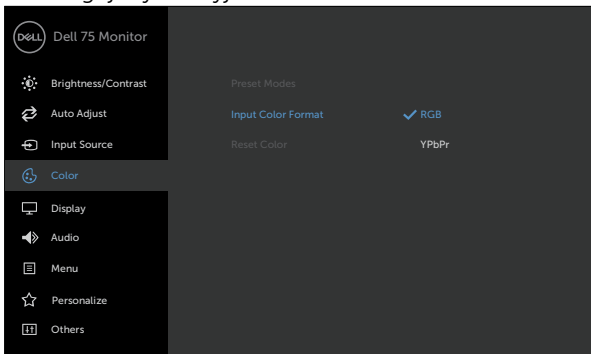 DELL Dell 75 Monitor
Brightness/Contrast
Preset Modes
Auto Adjust
Input Color Format
RGB
Input Source
Reset Color
YPbPr
Color
Display
Audio
Menu
Personalize
Others